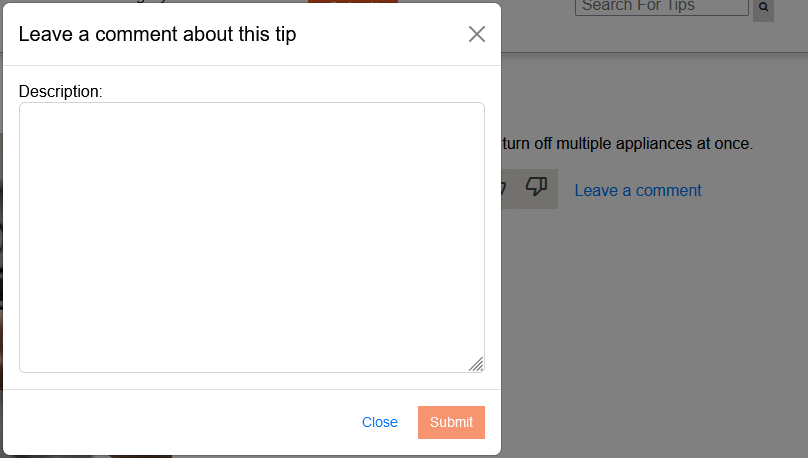 Leave a comment about this tip
Search For Tips
Description:
turn off multiple appliances at once.
Leave a comment
Close
Submit